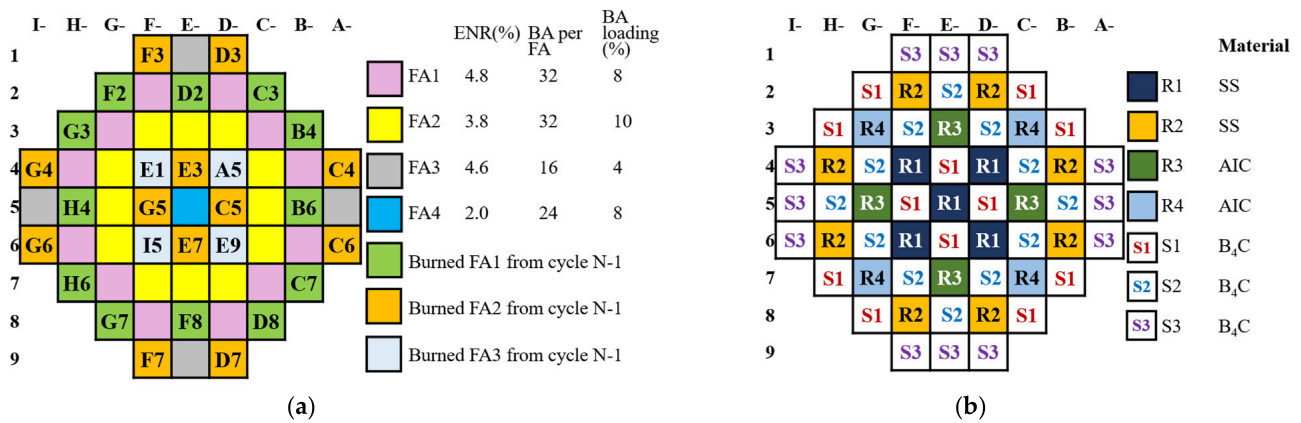 I- H- G- F- E- D- C- B- A-
1 F3 D3
2 F2 D2 C3
3 G3 B4
4 G4 E1 E3 A5 C4
5 H4 G5 C5 B6
6 G6 I5 E7 E9 C6
7 H6 C7
8 G7 F8 D8
9 F7 D7
ENR(%) BA per FA BA loading (%)
FA1 4.8 32 8
FA2 3.8 32 10
FA3 4.6 16 4
FA4 2.0 24 8
Burned FA1 from cycle N-1
Burned FA2 from cycle N-1
Burned FA3 from cycle N-1
(a)
I- H- G- F- E- D- C- B- A-
1 S3 S3 S3
2 S1 R2 S2 R2 S1
3 S1 R4 S2 R3 S2 R4 S1
4 S3 R2 S2 R1 S1 R1 S2 R2 S3
5 S3 S2 R3 S1 R1 S1 R3 S2 S3
6 S3 R2 S2 R1 S1 R1 S2 R2 S3
7 S1 R4 S2 R3 S2 R4 S1
8 S1 R2 S2 R2 S1
9 S3 S3 S3
Material
R1 SS
R2 SS
R3 AIC
R4 AIC
S1 S1 B₄C
S2 S2 B₄C
S3 S3 B₄C
(b)